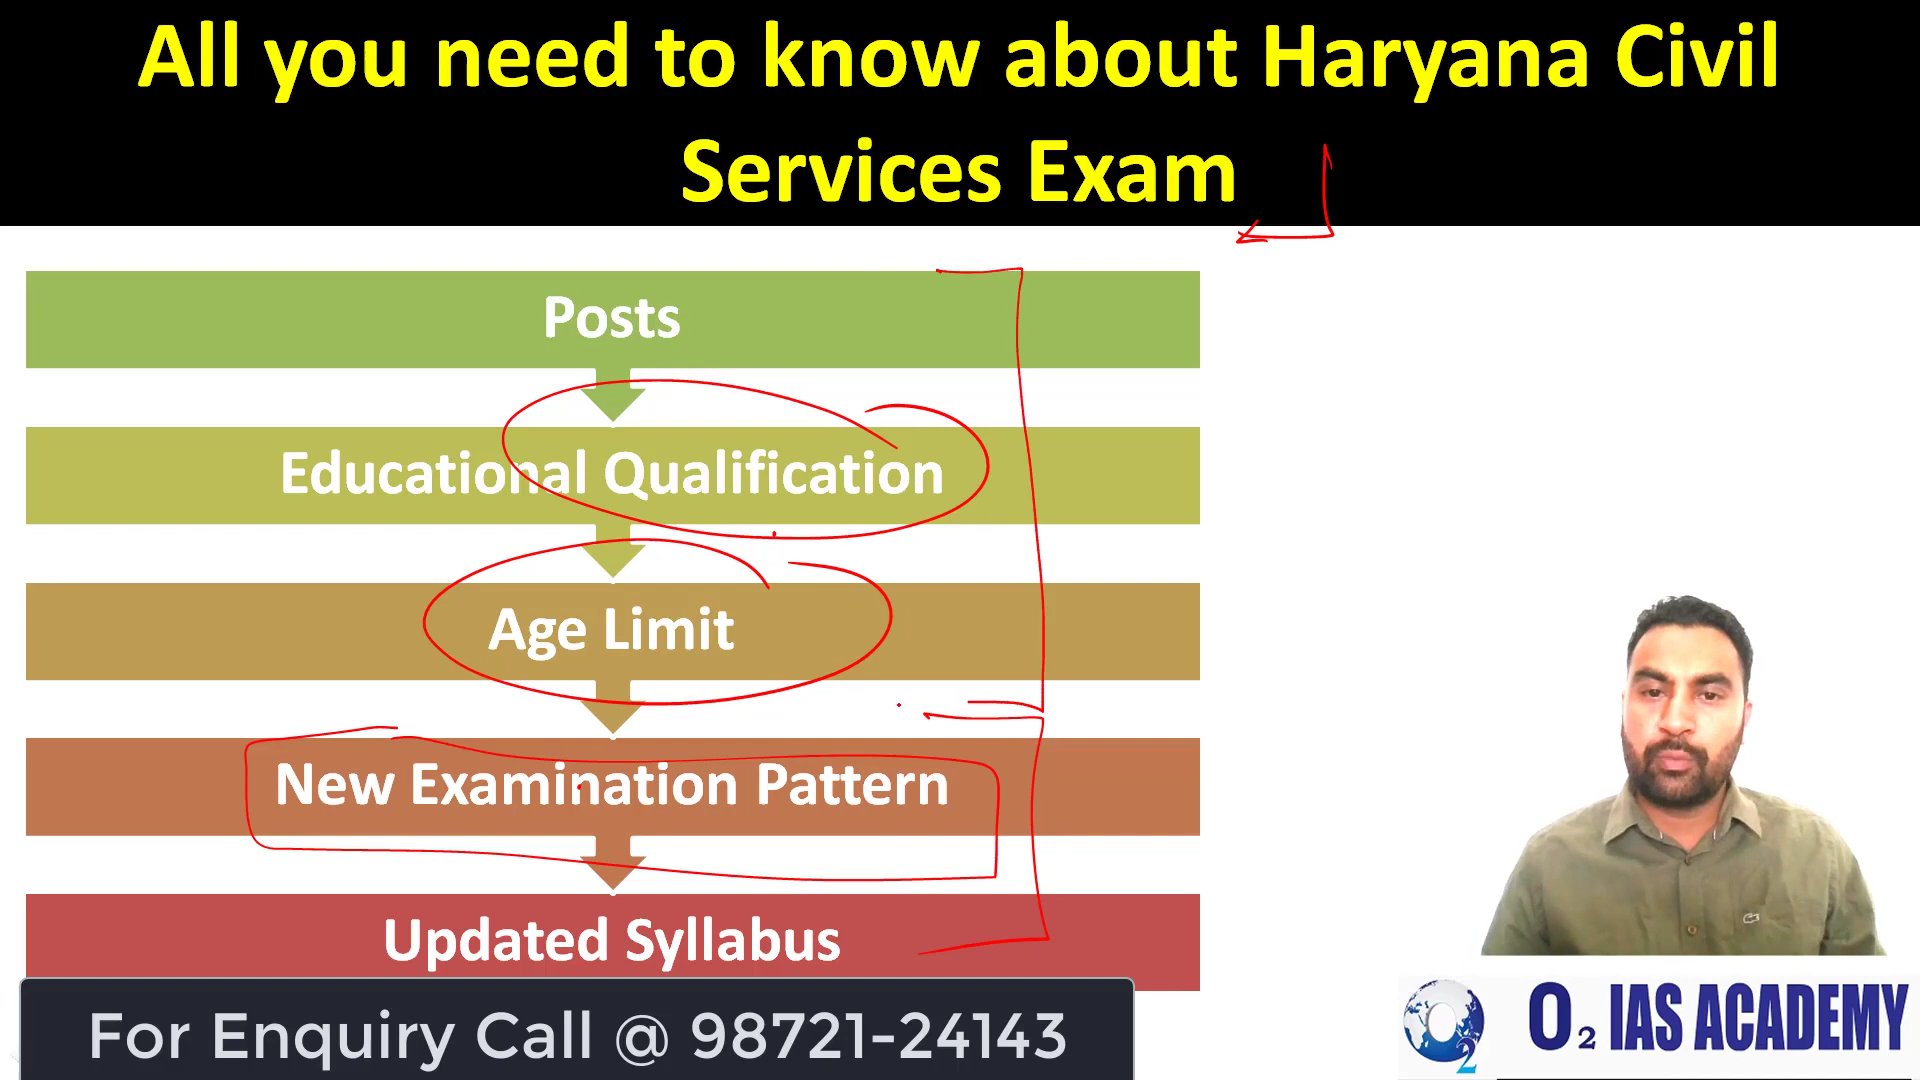 All you need to know about Haryana Civil
Services Exam
Posts
Educational Qualification
Age Limit
New Examination Pattern
Updated Syllabus
For Enquiry Call @ 98721-24143
O2
O2 IAS ACADEMY